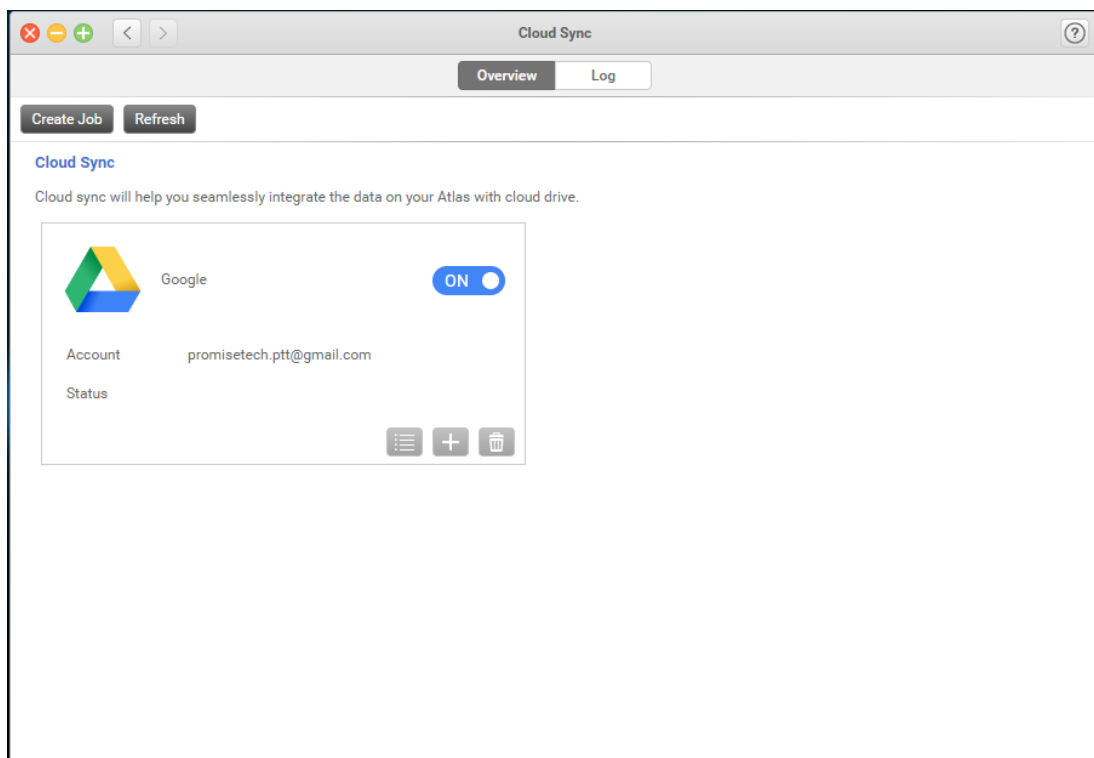 Cloud Sync
?
Overview Log
Create Job Refresh
Cloud Sync
Cloud sync will help you seamlessly integrate the data on your Atlas with cloud drive.
Google ON
Account promisetech.ptt@gmail.com
Status